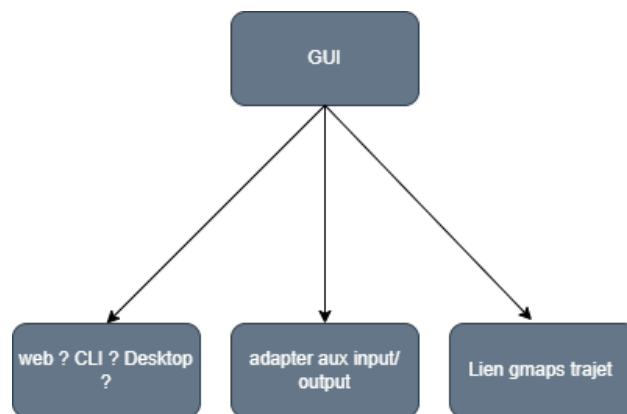 GUI
web ? CLI ? Desktop
?
adapter aux input/
output
Lien gmaps trajet